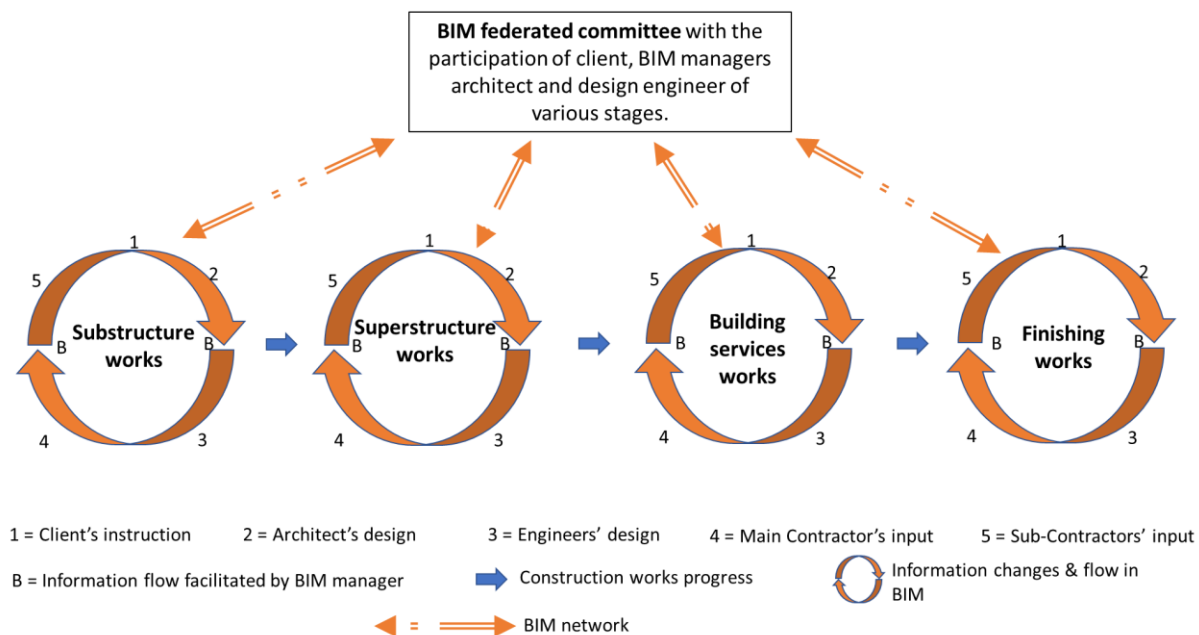 BIM federated committee with the
participation of client, BIM managers
architect and design engineer of
various stages.
1
2
5
Substructure
works
B
B
4
3
1
2
5
Superstructure
works
B
B
4
3
1
2
5
Building
services
works
B
B
4
3
1
2
5
Finishing
works
B
B
4
3
1 = Client's instruction
2 = Architect's design
3 = Engineers' design
4 = Main Contractor's input
5 = Sub-Contractors' input
B = Information flow facilitated by BIM manager
Construction works progress
Information changes & flow in
BIM
BIM network